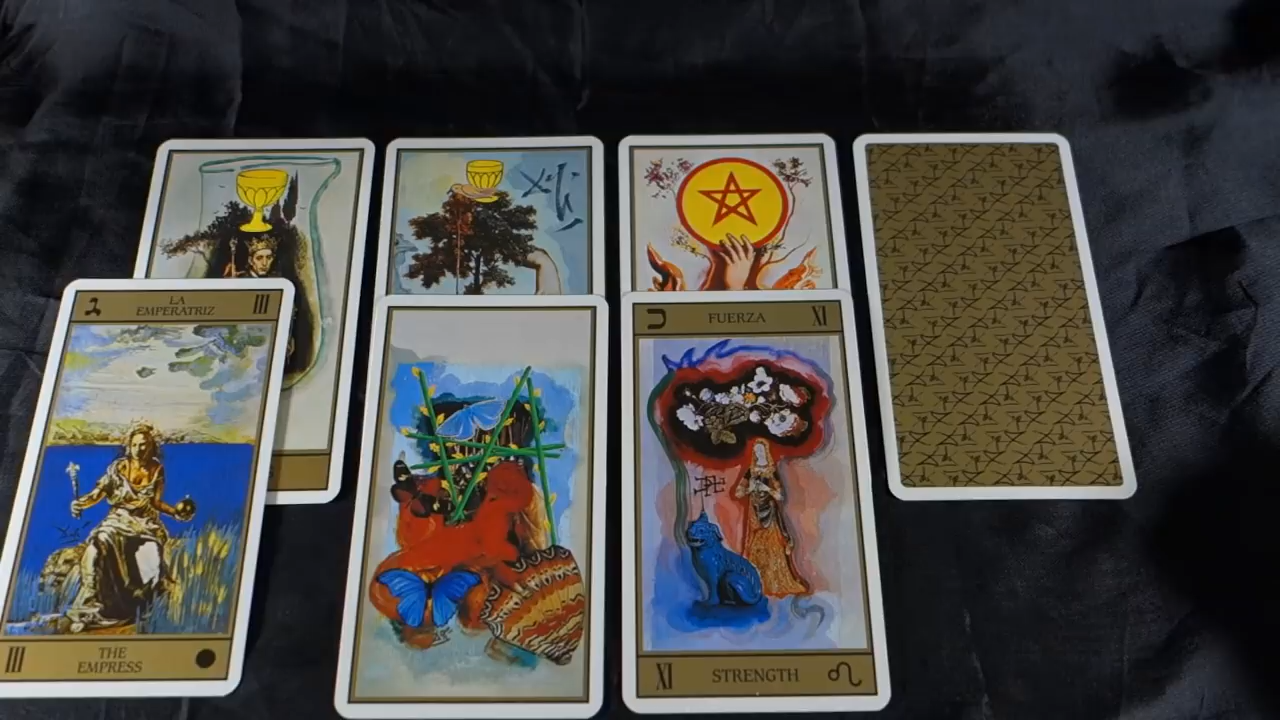 LA
EMPERATRIZ
III
III
THE
EMPRESS
FUERZA
XI
XI
STRENGTH